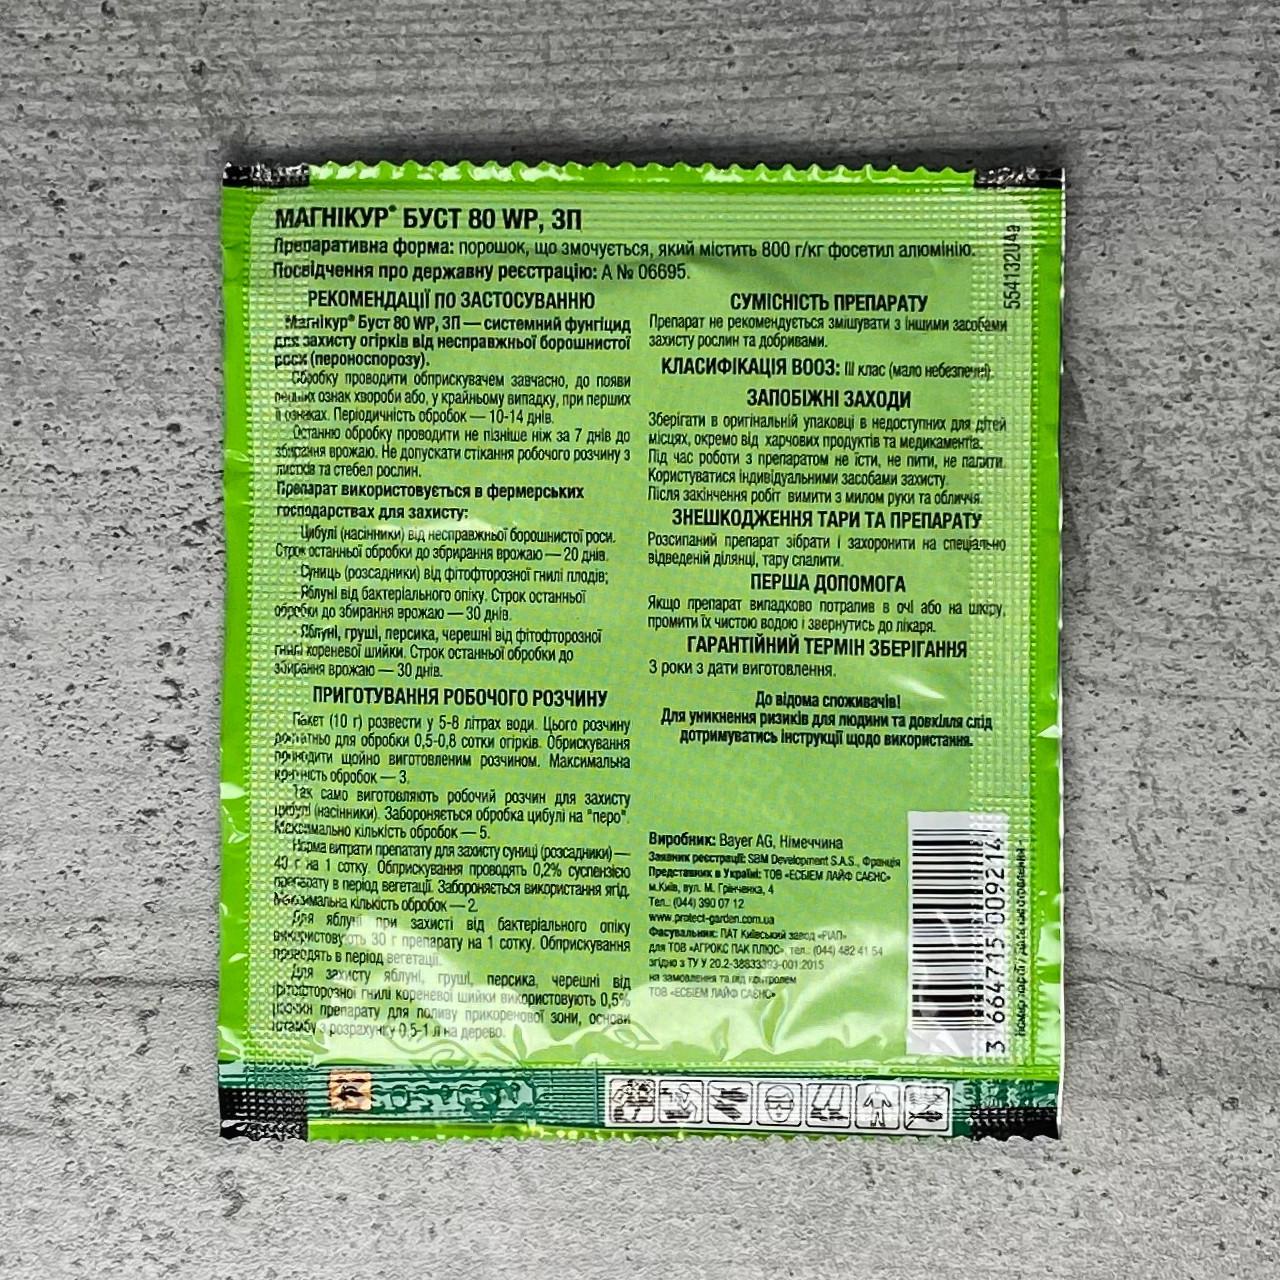 МАГНІКУР® БУСТ 80 WP, ЗП
Препаративна форма: порошок, що змочується, який містить 800 г/кг фосетил алюмінію.
Посвідчення про державну реєстрацію: А № 06695.
РЕКОМЕНДАЦІЇ ПО ЗАСТОСУВАННЮ
Магнікур® Буст 80 WP, ЗП — системний фунгіцид
для захисту огірків від несправжньої борошнистої
роси (пероноспорозу).
Обробку проводити обприскувачем завчасно, до появи
перших ознак хвороби або, у крайньому випадку, при перших
її ознаках. Періодичність обробок — 10-14 днів.
Останню обробку проводити не пізніше ніж за 7 днів до
збирання врожаю. Не допускати стікання робочого розчину з
листків та стебел рослин.
Препарат використовується в фермерських
господарствах для захисту:
Цибулі (насінники) від несправжньої борошнистої роси.
Строк останньої обробки до збрирання врожаю — 20 днів.
· Суниць (розсадники) від фітофторозної гнилі плодів;
· Яблуні від бактеріального опіку. Строк останньої
обробки до збирання врожаю — 30 днів.
· Яблуні, груші, персика, черешні від фітофторозної
гнилі кореневої шийки. Строк останньої обробки до
збирання врожаю — 30 днів.
ПРИГОТУВАННЯ РОБОЧОГО РОЗЧИНУ
Пакет (10 г) розвести у 5-8 літрах води. Цього розчину
достатньо для обробки 0,5-0,8 сотки огірків. Обрискування
проводити щойно виготовленим розчином. Максимальна
кратність обробок — 3.
Так само виготовляють робочий розчин для захисту
цибулі (насінники). Забороняється обробка цибулі на "перо".
Максимально кількість обробок — 5.
Норма витрати препатату для захисту суниці (розсадники) —
40 г на 1 сотку. Обприскування проводять 0,2% суспензією
препарату в період вегетації. Забороняється використання ягід.
Максимальна кількість обробок — 2.
Для яблуні при захисті від бактеріального опіку
використовують 30 г препарату на 1 сотку. Обприскування
проводять в період вегетації.
Для захисту яблуні, груші, персика, черешні від
фітофторозної гнилі кореневої шийки використовують 0,5%
розчин препарату для поливу прикореневої зони, основи
штамбу з розрахунку 0,5-1 л на дерево.
СУМІСНІСТЬ ПРЕПАРАТУ
Препарат не рекомендується змішувати з іншими засобами
захисту рослин та добривами.
КЛАСИФІКАЦІЯ ВООЗ: III клас (мало небезпечні).
ЗАПОБІЖНІ ЗАХОДИ
Зберігати в оригінальній упаковці в недоступних для дітей
місцях, окремо від харчових продуктів та медикаментів.
Під час роботи з препаратом не їсти, не пити, не палити.
Користуватися індивідуальними засобами захисту.
Після закінчення робіт вимити з милом руки та обличчя.
ЗНЕШКОДЖЕННЯ ТАРИ ТА ПРЕПАРАТУ
Розсипаний препарат зібрати і захоронити на спеціально
відведеній ділянці, тару спалити.
ПЕРША ДОПОМОГА
Якщо препарат випадково потрапив в очі або на шкіру,
промити їх чистою водою і звернутись до лікаря.
ГАРАНТІЙНИЙ ТЕРМІН ЗБЕРІГАННЯ
3 роки з дати виготовлення.
До відома споживачів!
Для уникнення ризиків для людини та довкілля слід
дотримуватись інструкції щодо використання.
Виробник: Bayer AG, Німеччина
Заявник реєстрації: SBM Development S.A.S., Франція
Представник в Україні: ТОВ «ЕСБІЕМ ЛАЙФ САЄНС»
м.Київ, вул. М. Грінченка, 4
Тел.: (044) 390 07 12
www.protect-garden.com.ua
Фасувальник: ПАТ Київський завод «РІАП»
для ТОВ «АГРОКС ПАК ПЛЮС», тел.: (044) 482 41 54
згідно з ТУ У 20.2-38833393-001:2015
на замовлення та під контролем
ТОВ «ЕСБІЕМ ЛАЙФ САЄНС»
55413204a
3 664715 009214